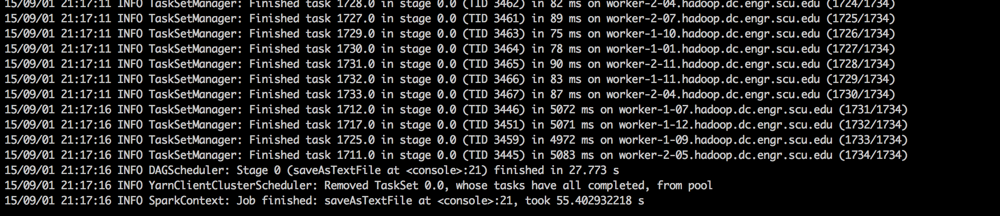 15/09/01 21:17:11 INFO TaskSetManager: Finished task 1728.0 in stage 0.0 (TID 3462) in 82 ms on worker-2-04.hadoop.dc.engr.scu.edu (1724/1734)
15/09/01 21:17:11 INFO TaskSetManager: Finished task 1727.0 in stage 0.0 (TID 3461) in 89 ms on worker-2-07.hadoop.dc.engr.scu.edu (1725/1734)
15/09/01 21:17:11 INFO TaskSetManager: Finished task 1729.0 in stage 0.0 (TID 3463) in 75 ms on worker-1-10.hadoop.dc.engr.scu.edu (1726/1734)
15/09/01 21:17:11 INFO TaskSetManager: Finished task 1730.0 in stage 0.0 (TID 3464) in 78 ms on worker-1-01.hadoop.dc.engr.scu.edu (1727/1734)
15/09/01 21:17:11 INFO TaskSetManager: Finished task 1731.0 in stage 0.0 (TID 3465) in 90 ms on worker-2-11.hadoop.dc.engr.scu.edu (1728/1734)
15/09/01 21:17:11 INFO TaskSetManager: Finished task 1732.0 in stage 0.0 (TID 3466) in 83 ms on worker-1-11.hadoop.dc.engr.scu.edu (1729/1734)
15/09/01 21:17:11 INFO TaskSetManager: Finished task 1733.0 in stage 0.0 (TID 3467) in 87 ms on worker-2-04.hadoop.dc.engr.scu.edu (1730/1734)
15/09/01 21:17:16 INFO TaskSetManager: Finished task 1712.0 in stage 0.0 (TID 3446) in 5072 ms on worker-1-07.hadoop.dc.engr.scu.edu (1731/1734)
15/09/01 21:17:16 INFO TaskSetManager: Finished task 1717.0 in stage 0.0 (TID 3451) in 5071 ms on worker-1-12.hadoop.dc.engr.scu.edu (1732/1734)
15/09/01 21:17:16 INFO TaskSetManager: Finished task 1725.0 in stage 0.0 (TID 3459) in 4972 ms on worker-1-09.hadoop.dc.engr.scu.edu (1733/1734)
15/09/01 21:17:16 INFO TaskSetManager: Finished task 1711.0 in stage 0.0 (TID 3445) in 5083 ms on worker-2-05.hadoop.dc.engr.scu.edu (1734/1734)
15/09/01 21:17:16 INFO DAGScheduler: Stage 0 (saveAsTextFile at <console>:21) finished in 27.773 s
15/09/01 21:17:16 INFO YarnClientClusterScheduler: Removed TaskSet 0.0, whose tasks have all completed, from pool
15/09/01 21:17:16 INFO SparkContext: Job finished: saveAsTextFile at <console>:21, took 55.402932218 s